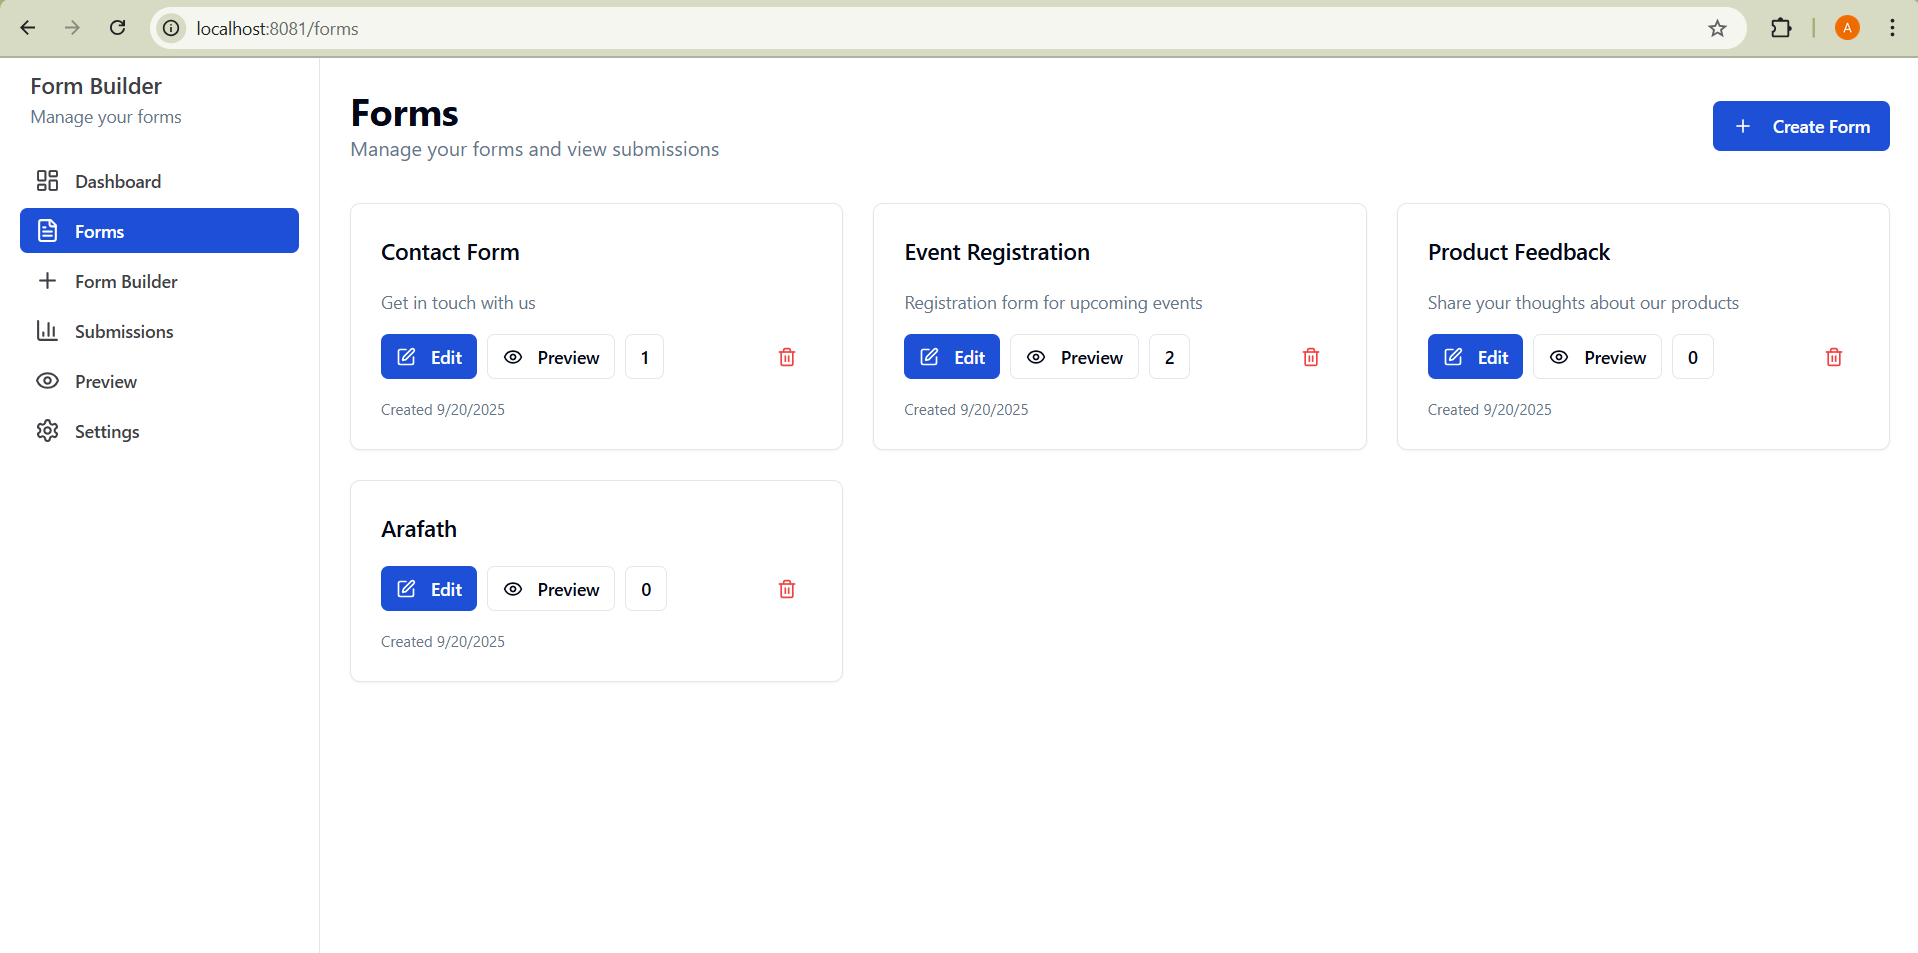 localhost:8081/forms
A
Form Builder
Manage your forms
Dashboard
Forms
Form Builder
Submissions
Preview
Settings
Forms
Manage your forms and view submissions
Create Form
Contact Form
Get in touch with us
Edit Preview 1
Created 9/20/2025
Event Registration
Registration form for upcoming events
Edit Preview 2
Created 9/20/2025
Product Feedback
Share your thoughts about our products
Edit Preview 0
Created 9/20/2025
Arafath
Edit Preview 0
Created 9/20/2025